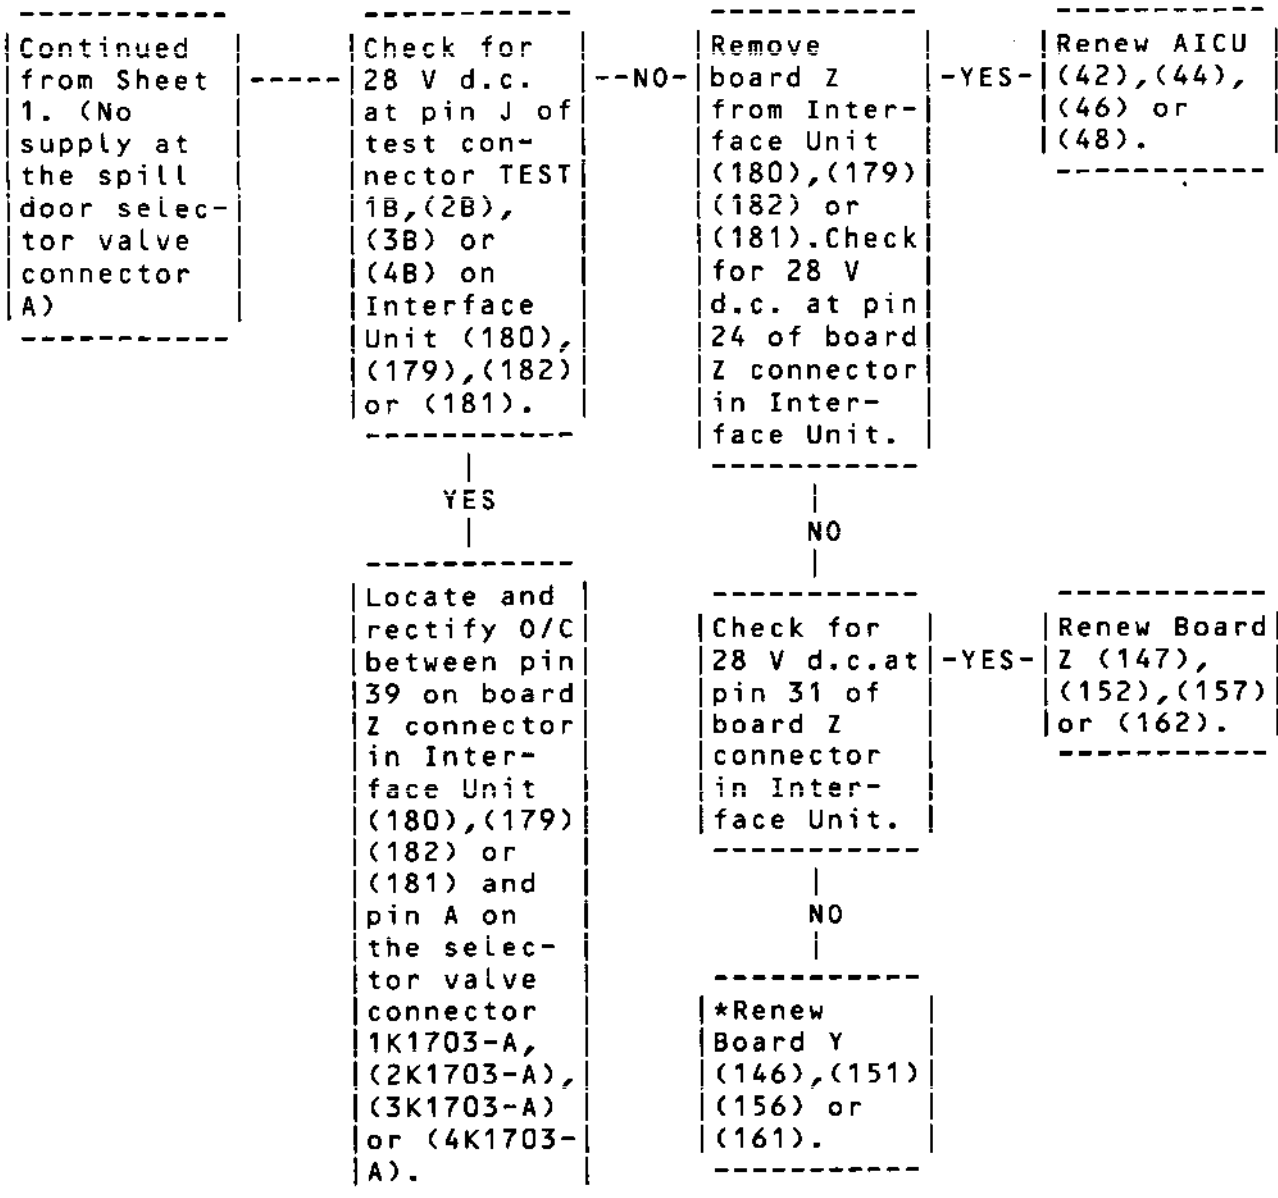 Continued
from Sheet
1. (No
supply at
the spill
door selec-
tor valve
connector
A)
Check for
28 V d.c.
at pin J of
test con-
nector TEST
1B,(2B),
(3B) or
(4B) on
Interface
Unit (180),
(179),(182)
or (181).
NO
Remove
board Z
from Inter-
face Unit
(180),(179)
(182) or
(181).Check
for 28 V
d.c. at pin
24 of board
Z connector
in Inter-
face Unit.
YES
Renew AICU
(42),(44),
(46) or
(48).
YES
NO
Locate and
rectify O/C
between pin
39 on board
Z connector
in Inter-
face Unit
(180),(179)
(182) or
(181) and
pin A on
the selec-
tor valve
connector
1K1703-A,
(2K1703-A),
(3K1703-A)
or (4K1703-
A).
Check for
28 V d.c.at
pin 31 of
board Z
connector
in Inter-
face Unit.
YES
Renew Board
Z (147),
(152),(157)
or (162).
NO
*Renew
Board Y
(146),(151)
(156) or
(161).